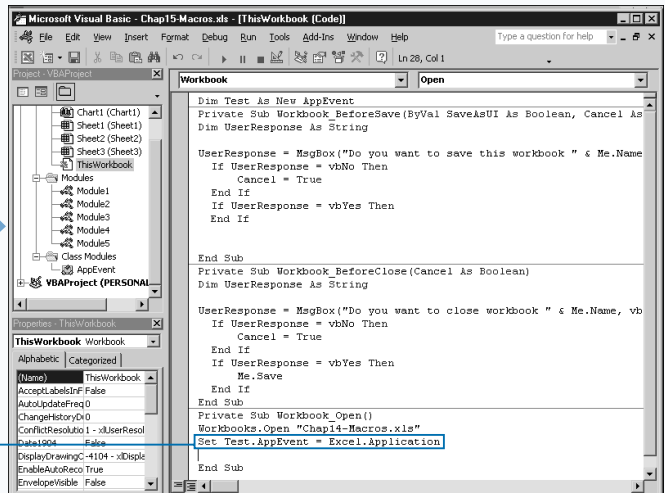 Microsoft Visual Basic - Chap15-Macros.xls - [ThisWorkbook (Code)]
File Edit View Insert Format Debug Run Tools Add-Ins Window Help
Type a question for help
Ln 28, Col 1
Project - VBAProject
Chart1 (Chart1)
Sheet1 (Sheet1)
Sheet2 (Sheet2)
Sheet3 (Sheet3)
ThisWorkbook
Modules
Module1
Module2
Module3
Module4
Module5
Class Modules
AppEvent
VBAProject (PERSONAL
Properties - ThisWorkbook
ThisWorkbook Workbook
Alphabetic Categorized
(Name) ThisWorkbook
AcceptLabelsInF False
AutoUpdateFreq 0
ChangeHistoryDu 0
ConflictResolutio 1 - xlUserResol
Date1904 False
DisplayDrawingC -4104 - xlDispla
EnableAutoReco True
EnvelopeVisible False
Workbook Open
Dim Test As New AppEvent
Private Sub Workbook_BeforeSave(ByVal SaveAsUI As Boolean, Cancel As
Dim UserResponse As String
UserResponse = MsgBox("Do you want to save this workbook " & Me.Name
If UserResponse = vbNo Then
Cancel = True
End If
If UserResponse = vbYes Then
End If
End Sub
Private Sub Workbook_BeforeClose(Cancel As Boolean)
Dim UserResponse As String
UserResponse = MsgBox("Do you want to close workbook " & Me.Name, vb
If UserResponse = vbNo Then
Cancel = True
End If
If UserResponse = vbYes Then
Me.Save
End If
End Sub
Private Sub Workbook_Open()
Workbooks.Open "Chap14-Macros.xls"
Set Test.AppEvent = Excel.Application
End Sub